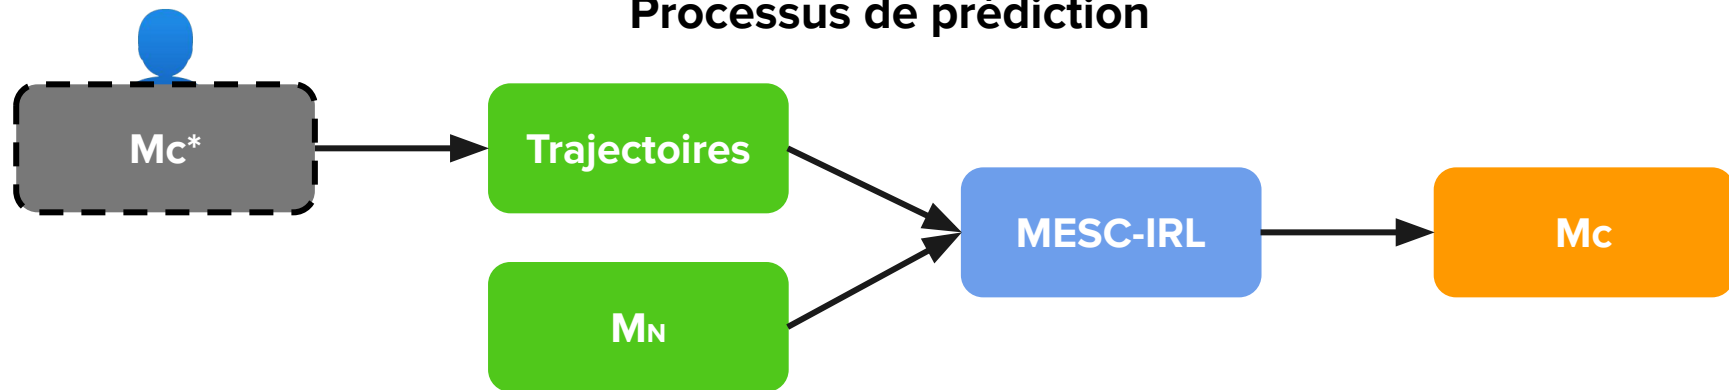 Processus de prédiction
Mc*
Trajectoires
MESC-IRL
Mc
MN